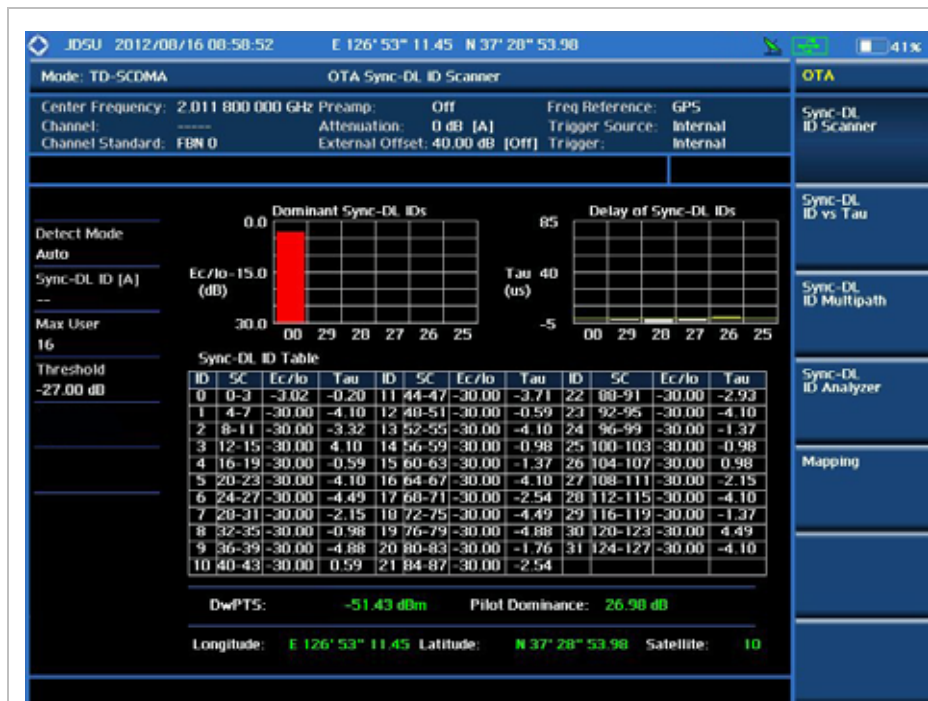 JDSU 2012/08/16 08:58:52 E 126° 53" 11.45 N 37° 28" 53.98 41%
Mode: TD-SCDMA OTA Sync-DL ID Scanner OTA
Center Frequency: 2.011 800 000 GHz Preamp: Off Freq Reference: GPS
Channel: ----- Attenuation: 0 dB [A] Trigger Source: Internal
Channel Standard: FBN 0 External Offset: 40.00 dB [Off] Trigger: Internal
Sync-DL
ID Scanner
Sync-DL
ID vs Tau
Sync-DL
ID Multipath
Sync-DL
ID Analyzer
Mapping
Detect Mode
Auto
Sync-DL ID [A]
--
Max User
16
Threshold
-27.00 dB
Dominant Sync-DL IDs
0.0
Ec/Io -15.0
(dB)
30.0
00 29 28 27 26 25
Delay of Sync-DL IDs
85
Tau 40
(us)
-5
00 29 28 27 26 25
Sync-DL ID Table
ID SC Ec/Io Tau ID SC Ec/Io Tau ID SC Ec/Io Tau
0 0-3 -3.02 -0.20 11 44-47 -30.00 -3.71 22 88-91 -30.00 -2.93
1 4-7 -30.00 -4.10 12 48-51 -30.00 -0.59 23 92-95 -30.00 -4.10
2 8-11 -30.00 -3.32 13 52-55 -30.00 -4.10 24 96-99 -30.00 -1.37
3 12-15 -30.00 4.10 14 56-59 -30.00 -0.98 25 100-103 -30.00 -0.98
4 16-19 -30.00 -0.59 15 60-63 -30.00 -1.37 26 104-107 -30.00 0.98
5 20-23 -30.00 -4.10 16 64-67 -30.00 -4.10 27 108-111 -30.00 -2.15
6 24-27 -30.00 -4.49 17 68-71 -30.00 -2.54 28 112-115 -30.00 -4.10
7 28-31 -30.00 -2.15 18 72-75 -30.00 -4.49 29 116-119 -30.00 -1.37
8 32-35 -30.00 -0.98 19 76-79 -30.00 -4.88 30 120-123 -30.00 4.49
9 36-39 -30.00 -4.88 20 80-83 -30.00 -1.76 31 124-127 -30.00 -4.10
10 40-43 -30.00 0.59 21 84-87 -30.00 -2.54
DwPTS: -51.43 dBm Pilot Dominance: 26.98 dB
Longitude: E 126° 53" 11.45 Latitude: N 37° 28" 53.98 Satellite: 10